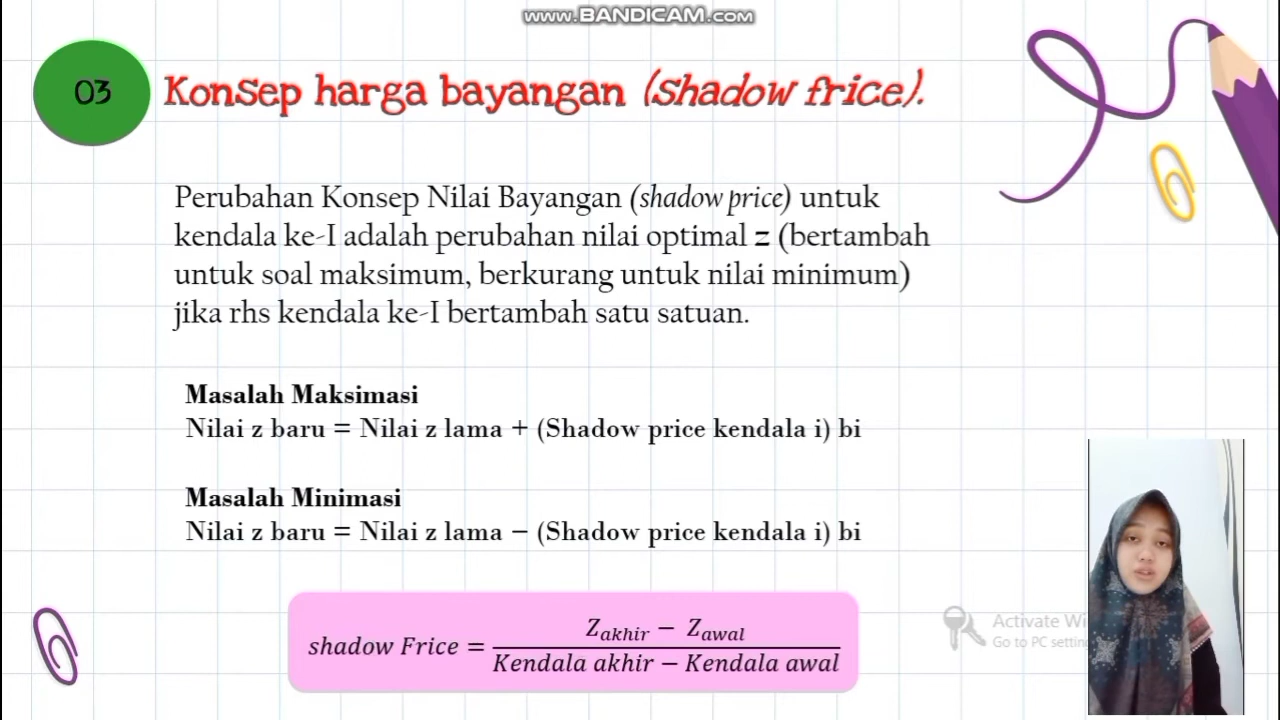 www.BANDICAM.com
03
Konsep harga bayangan (shadow frice).
Perubahan Konsep Nilai Bayangan (shadow price) untuk
kendala ke-I adalah perubahan nilai optimal z (bertambah
untuk soal maksimum, berkurang untuk nilai minimum)
jika rhs kendala ke-I bertambah satu satuan.
Masalah Maksimasi
Nilai z baru = Nilai z lama + (Shadow price kendala i) bi
Masalah Minimasi
Nilai z baru = Nilai z lama − (Shadow price kendala i) bi
Z_akhir − Z_awal
shadow Frice =
Kendala akhir − Kendala awal
Activate
Go to PC